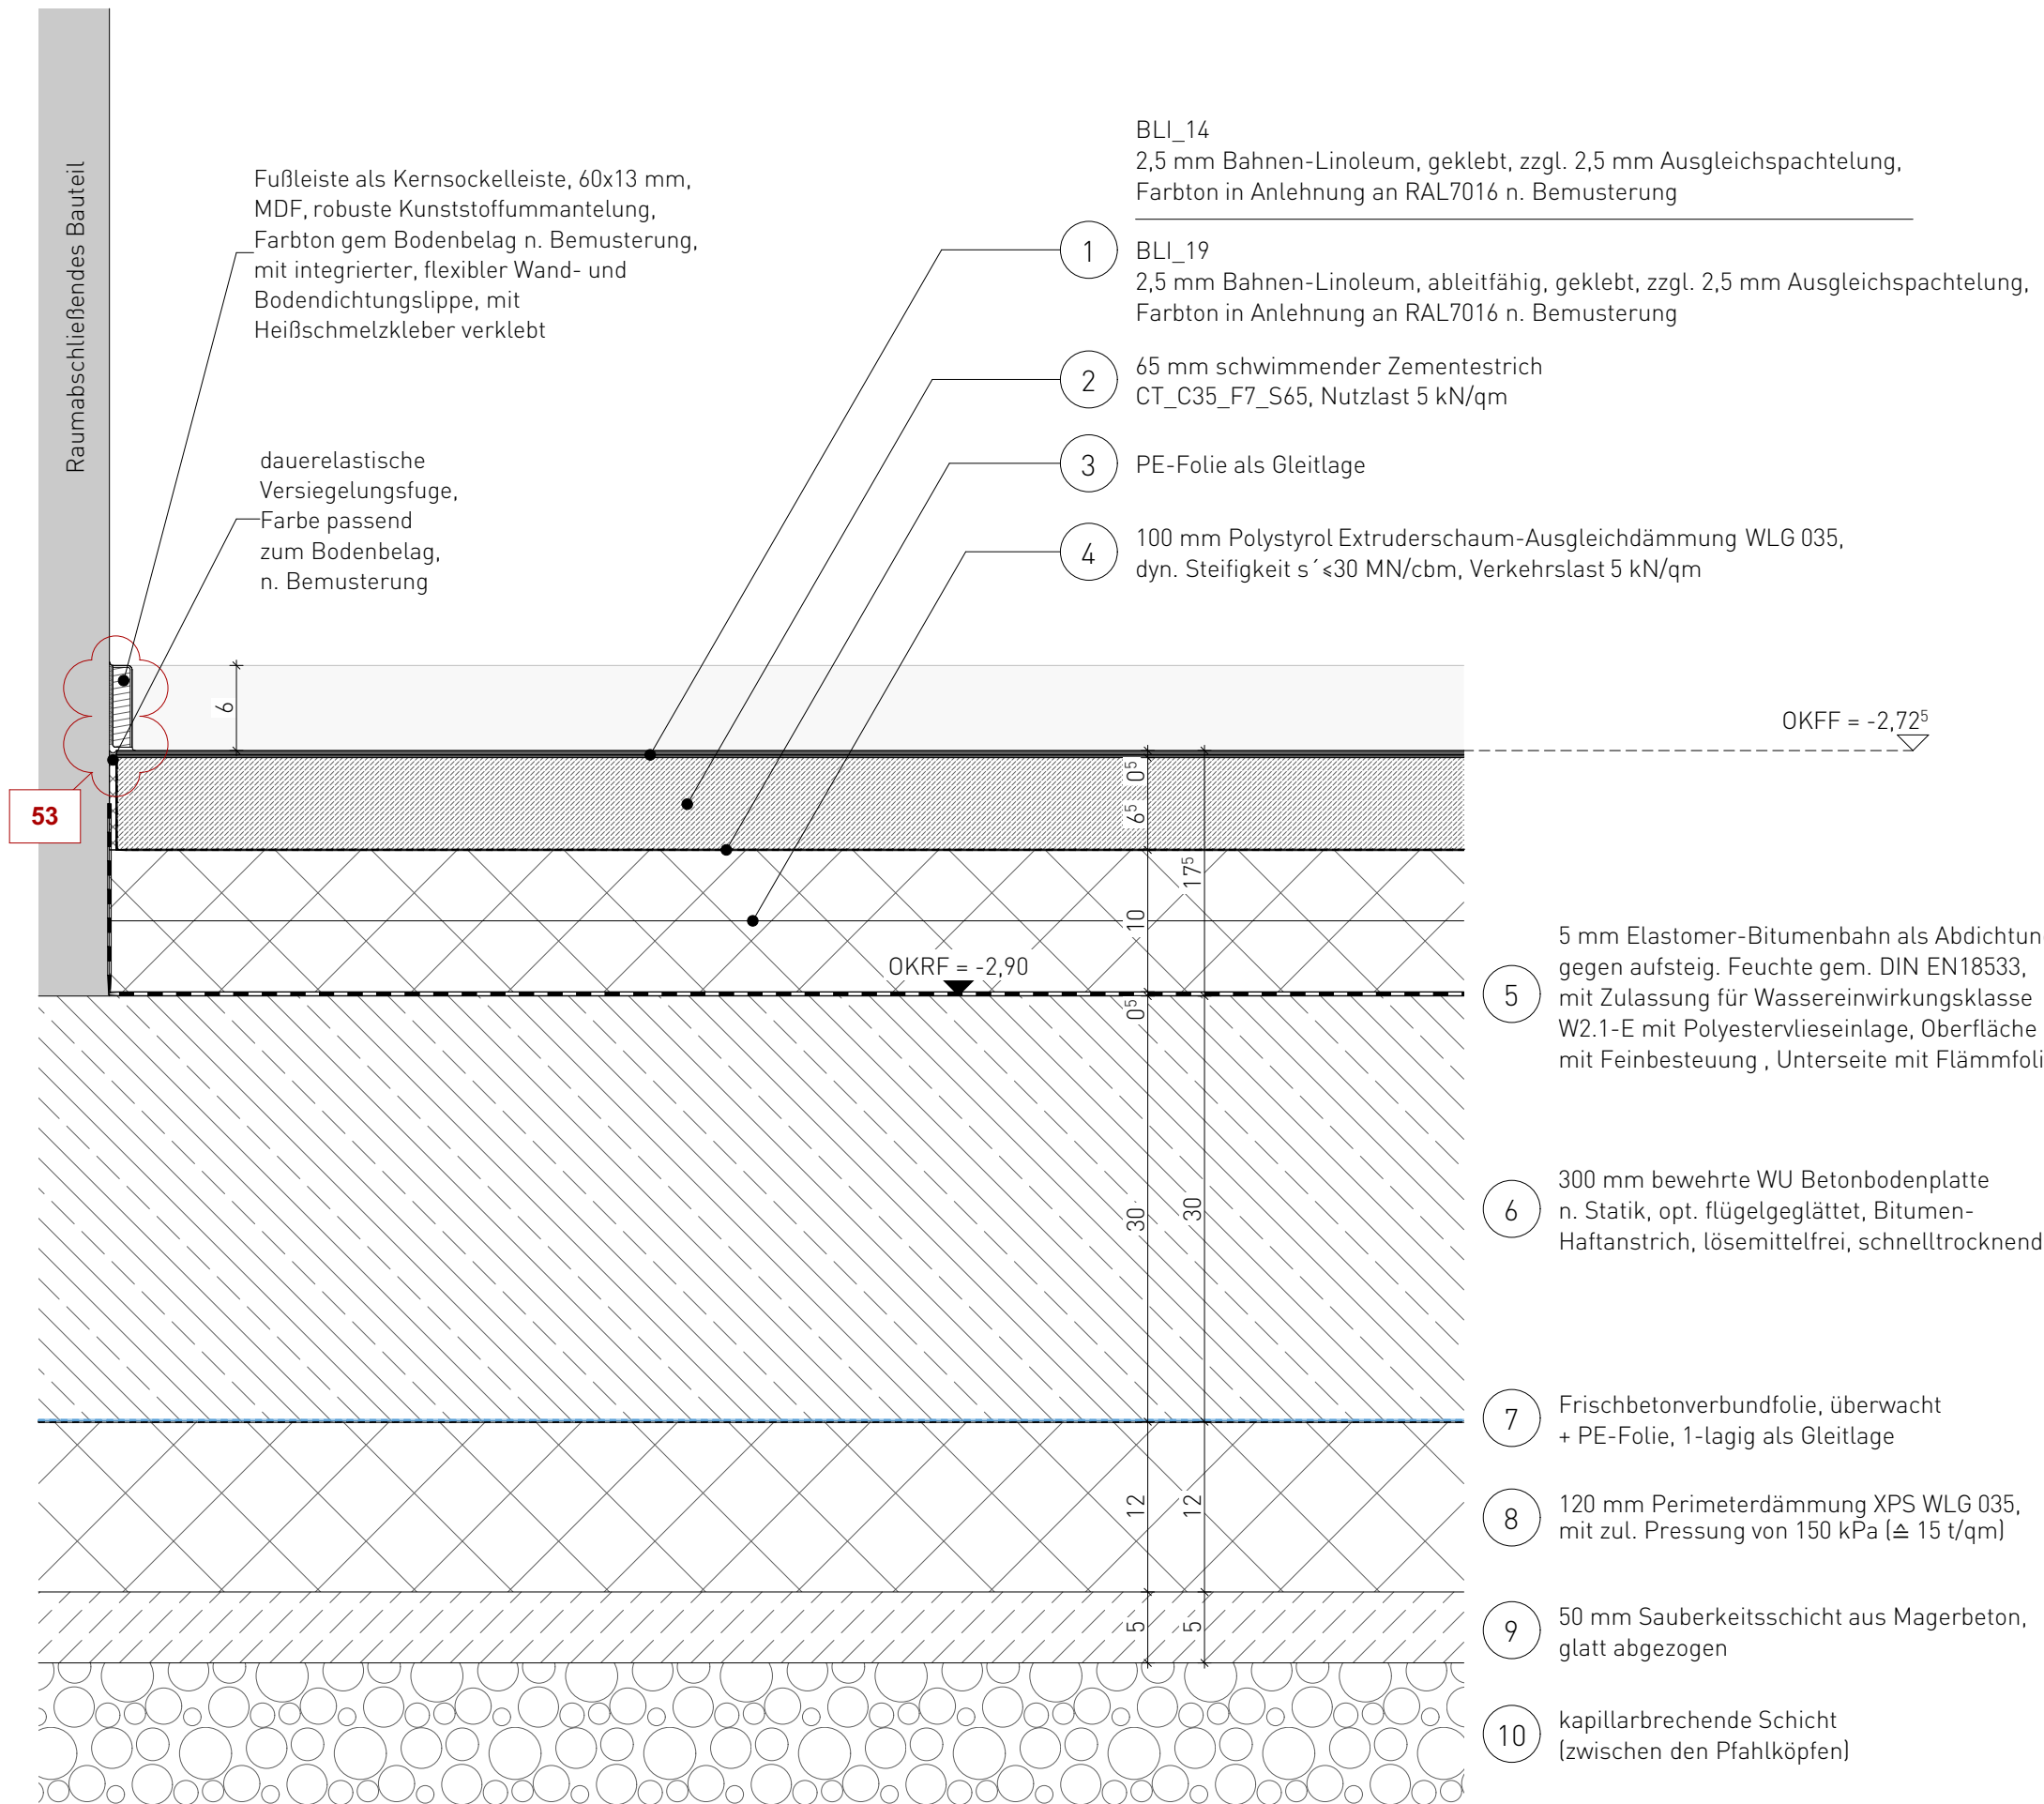 Raumabschließendes Bauteil
Fußleiste als Kernsockelleiste, 60x13 mm,
MDF, robuste Kunststoffummantelung,
Farbton gem Bodenbelag n. Bemusterung,
mit integrierter, flexibler Wand- und
Bodendichtungslippe, mit
Heißschmelzkleber verklebt
dauerelastische
Versiegelungsfuge,
Farbe passend
zum Bodenbelag,
n. Bemusterung
BLI_14
2,5 mm Bahnen-Linoleum, geklebt, zzgl. 2,5 mm Ausgleichspachtelung,
Farbton in Anlehnung an RAL7016 n. Bemusterung
1
BLI_19
2,5 mm Bahnen-Linoleum, ableitfähig, geklebt, zzgl. 2,5 mm Ausgleichspachtelung,
Farbton in Anlehnung an RAL7016 n. Bemusterung
2
65 mm schwimmender Zementestrich
CT_C35_F7_S65, Nutzlast 5 kN/qm
3
PE-Folie als Gleitlage
4
100 mm Polystyrol Extruderschaum-Ausgleichdämmung WLG 035,
dyn. Steifigkeit s´≤30 MN/cbm, Verkehrslast 5 kN/qm
6
OKFF = -2,72⁵
53
0⁵
6⁵
17⁵
10
OKRF = -2,90
0⁵
30
30
12
12
5
5
5
5 mm Elastomer-Bitumenbahn als Abdichtun
gegen aufsteig. Feuchte gem. DIN EN18533,
mit Zulassung für Wassereinwirkungsklasse
W2.1-E mit Polyestervlieseinlage, Oberfläche
mit Feinbesteuung , Unterseite mit Flämmfoli
6
300 mm bewehrte WU Betonbodenplatte
n. Statik, opt. flügelgeglättet, Bitumen-
Haftanstrich, lösemittelfrei, schnelltrocknend
7
Frischbetonverbundfolie, überwacht
+ PE-Folie, 1-lagig als Gleitlage
8
120 mm Perimeterdämmung XPS WLG 035,
mit zul. Pressung von 150 kPa (≙ 15 t/qm)
9
50 mm Sauberkeitsschicht aus Magerbeton,
glatt abgezogen
10
kapillarbrechende Schicht
(zwischen den Pfahlköpfen)